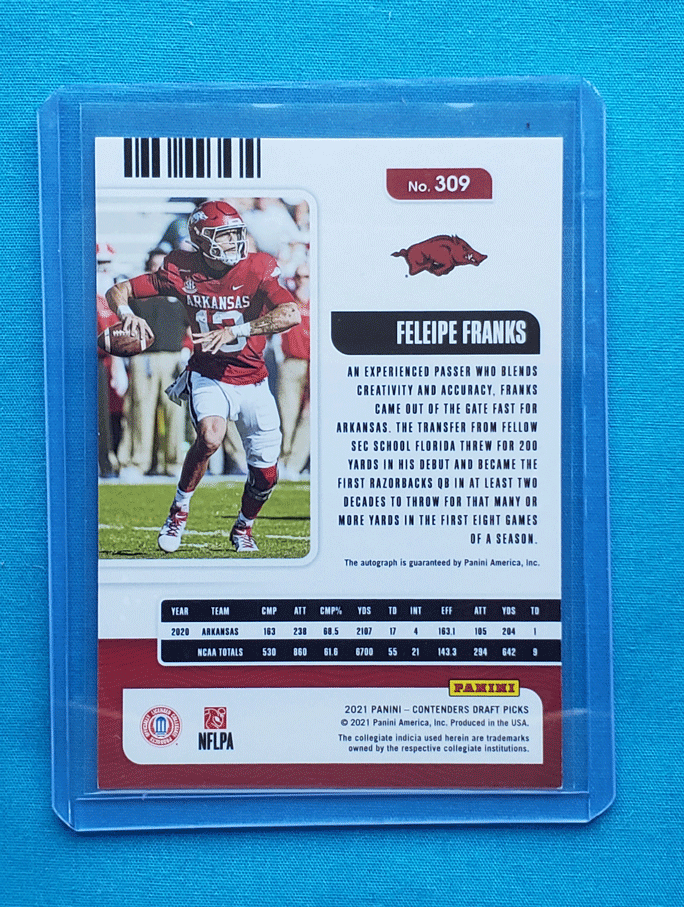 No. 309
ARKANSAS
13
FELEIPE FRANKS
AN EXPERIENCED PASSER WHO BLENDS
CREATIVITY AND ACCURACY, FRANKS
CAME OUT OF THE GATE FAST FOR
ARKANSAS. THE TRANSFER FROM FELLOW
SEC SCHOOL FLORIDA THREW FOR 200
YARDS IN HIS DEBUT AND BECAME THE
FIRST RAZORBACKS QB IN AT LEAST TWO
DECADES TO THROW FOR THAT MANY OR
MORE YARDS IN THE FIRST EIGHT GAMES
OF A SEASON.
The autograph is guaranteed by Panini America, Inc.
YEAR TEAM CMP ATT CMP% YDS TD INT EFF ATT YDS TD
2020 ARKANSAS 163 238 68.5 2107 17 4 163.1 105 204 1
NCAA TOTALS 530 860 61.6 6700 55 21 143.3 294 642 9
PANINI
OFFICIALLY LICENSED COLLEGIATE PRODUCTS
NFLPA
2021 PANINI – CONTENDERS DRAFT PICKS
© 2021 Panini America, Inc. Produced in the USA.
The collegiate indicia used herein are trademarks
owned by the respective collegiate institutions.